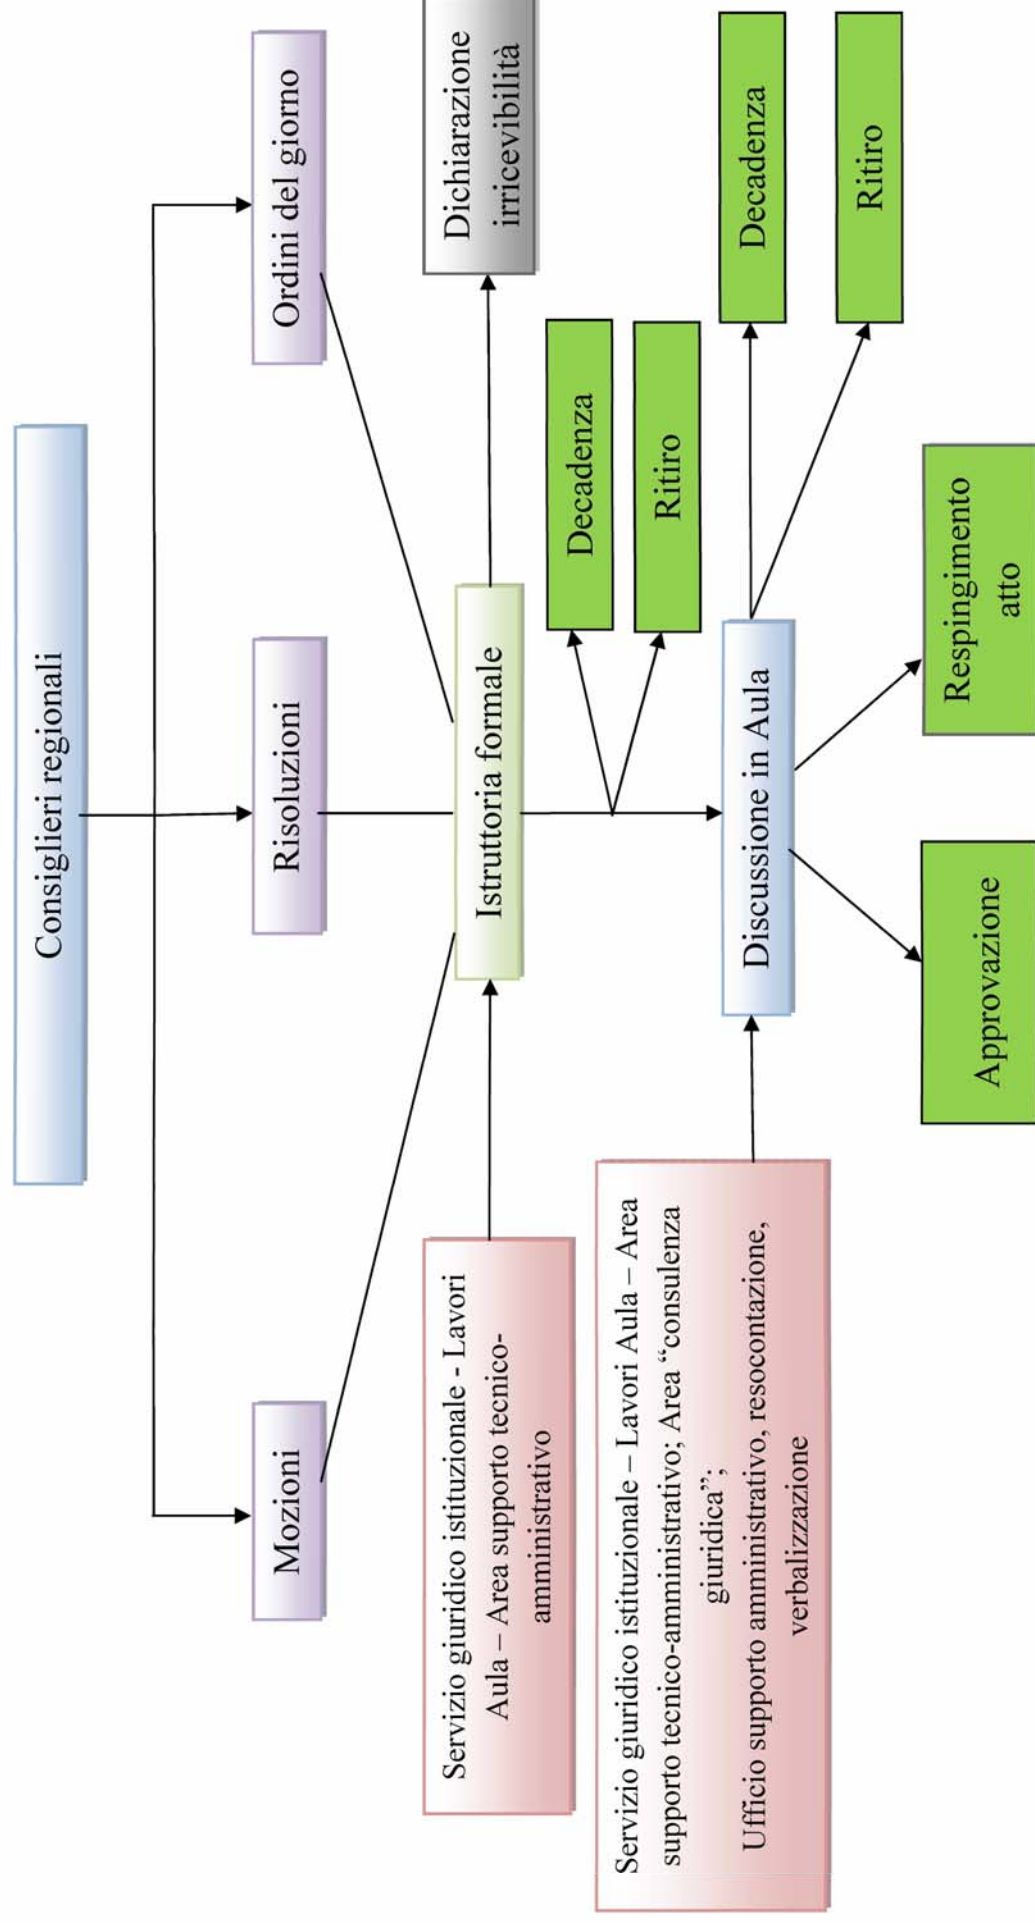 Consiglieri regionali
Mozioni
Risoluzioni
Ordini del giorno
Servizio giuridico istituzionale - Lavori
Aula – Area supporto tecnico-
amministrativo
Istruttoria formale
Dichiarazione
irricevibilità
Decadenza
Ritiro
Servizio giuridico istituzionale – Lavori Aula – Area
supporto tecnico-amministrativo; Area “consulenza
giuridica”;
Ufficio supporto amministrativo, resocontazione,
verbalizzazione
Discussione in Aula
Decadenza
Ritiro
Approvazione
Respingimento
atto